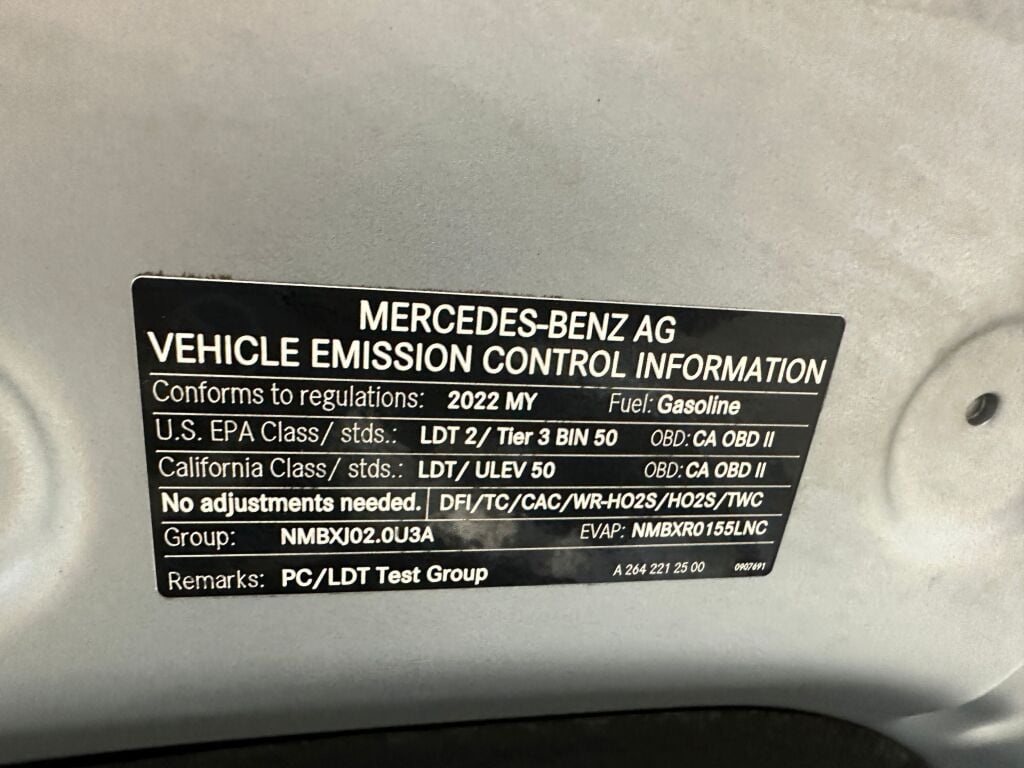 MERCEDES-BENZ AG
VEHICLE EMISSION CONTROL INFORMATION
Conforms to regulations: 2022 MY Fuel: Gasoline
U.S. EPA Class/ stds.: LDT 2/ Tier 3 BIN 50 OBD: CA OBD II
California Class/ stds.: LDT/ ULEV 50 OBD: CA OBD II
No adjustments needed. DFI/TC/CAC/WR-HO2S/HO2S/TWC
Group: NMBXJ02.0U3A EVAP: NMBXR0155LNC
Remarks: PC/LDT Test Group A 264 221 25 00 0907691